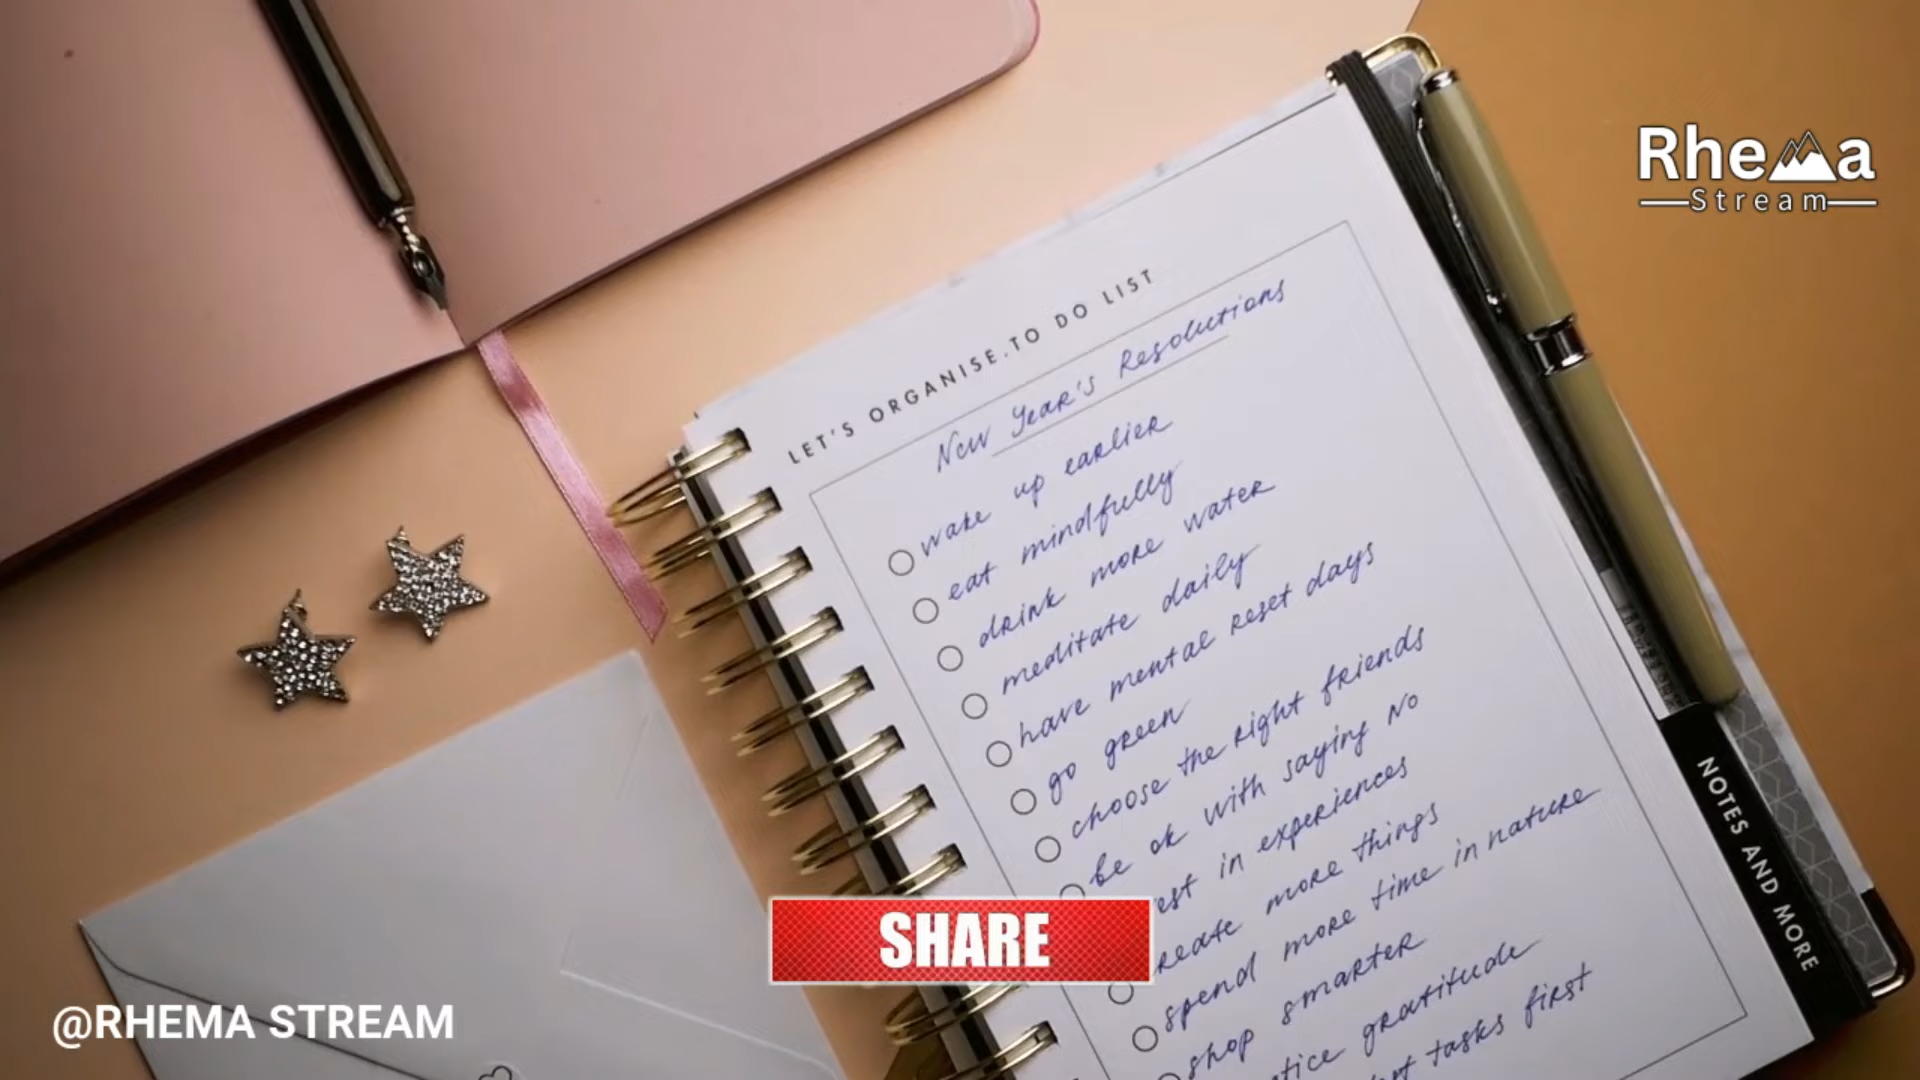 Rhema
Stream
LET'S ORGANISE. TO DO LIST
New Year's Resolutions
wake up earlier
eat mindfully
drink more water
meditate daily
have mental reset days
go green
choose the right friends
be ok with saying No
in experiences
more things
spend more time in nature
shop smarter
gratitude
tasks first
NOTES AND MORE
SHARE
@RHEMA STREAM